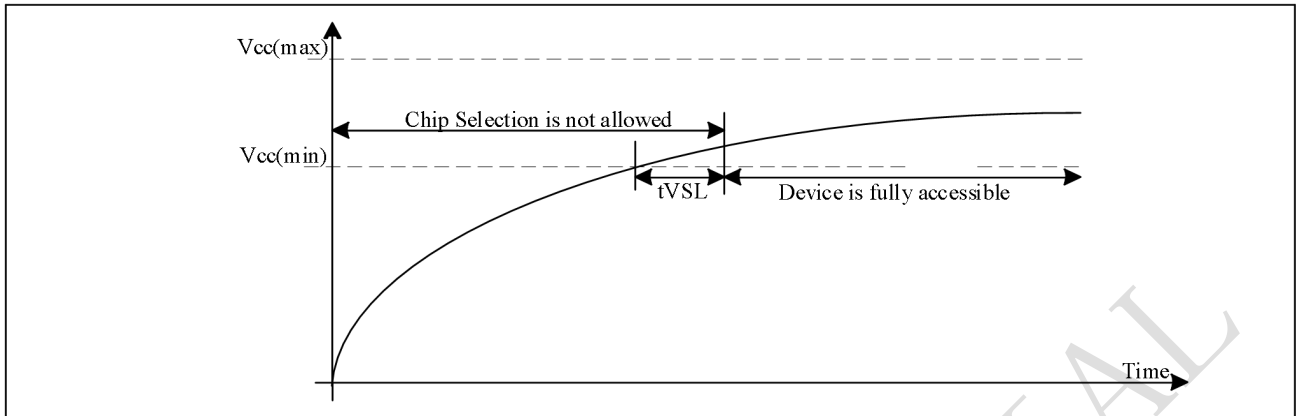 Vcc(max)
Chip Selection is not allowed
Vcc(min)
tVSL
Device is fully accessible
Time